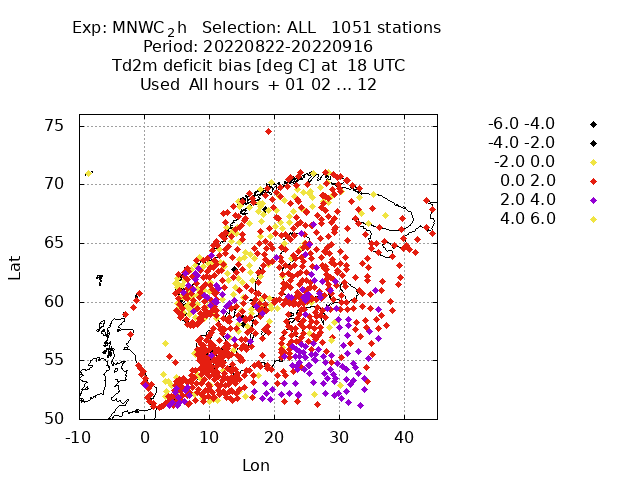 Exp: MNWC2h Selection: ALL 1051 stations
Period: 20220822-20220916
Td2m deficit bias [deg C] at 18 UTC
Used All hours + 01 02 ... 12
-6.0 -4.0
-4.0 -2.0
-2.0 0.0
0.0 2.0
2.0 4.0
4.0 6.0
75
70
65
60
55
50
Lat
-10 0 10 20 30 40
Lon